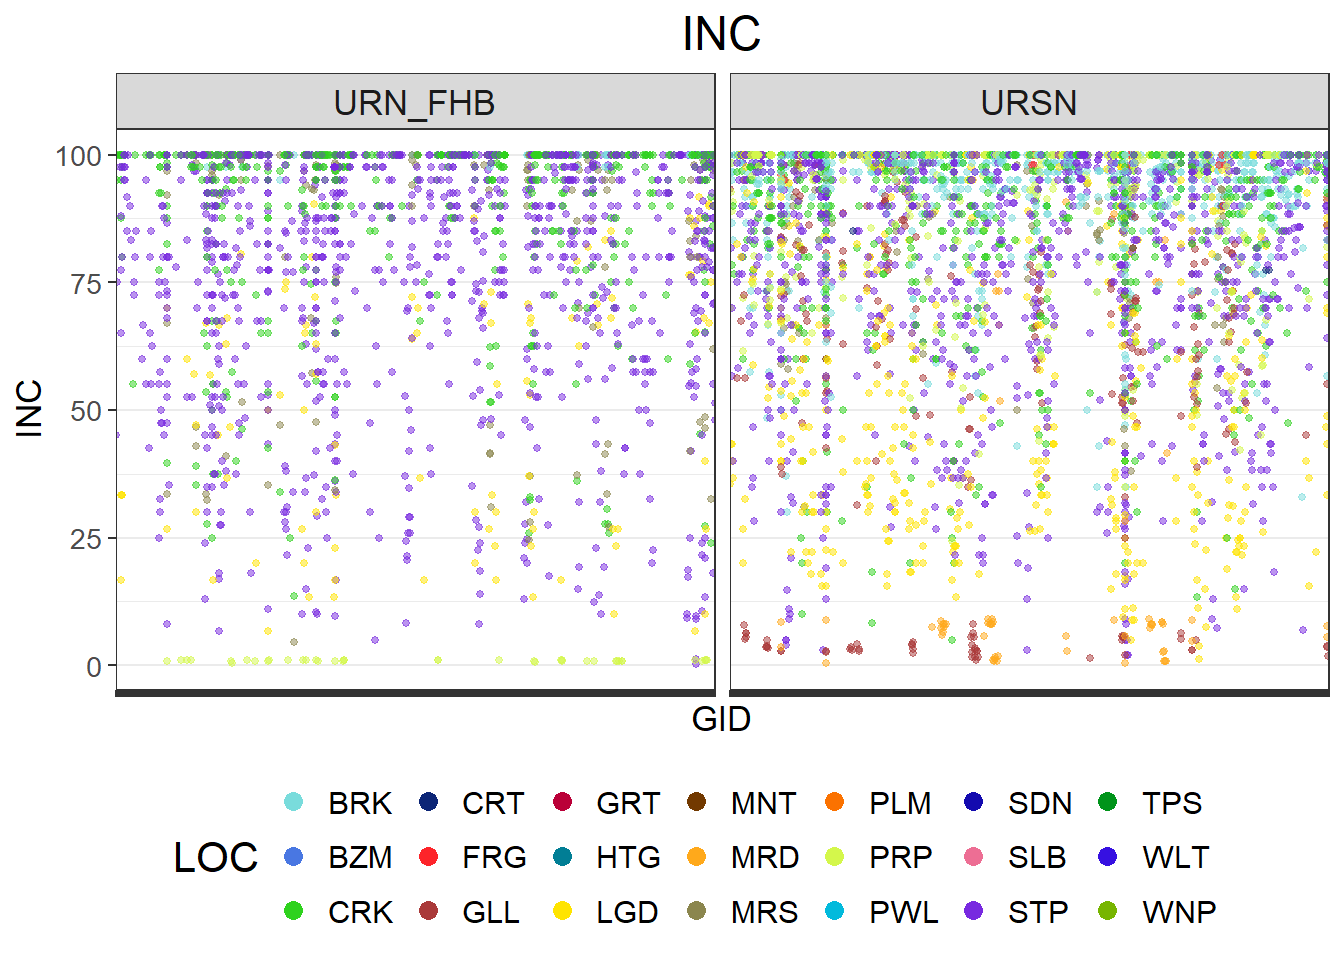 INC
URN_FHB URSN
100
75
50
25
0
INC
GID
LOC
BRK CRT GRT MNT PLM SDN TPS
BZM FRG HTG MRD PRP SLB WLT
CRK GLL LGD MRS PWL STP WNP